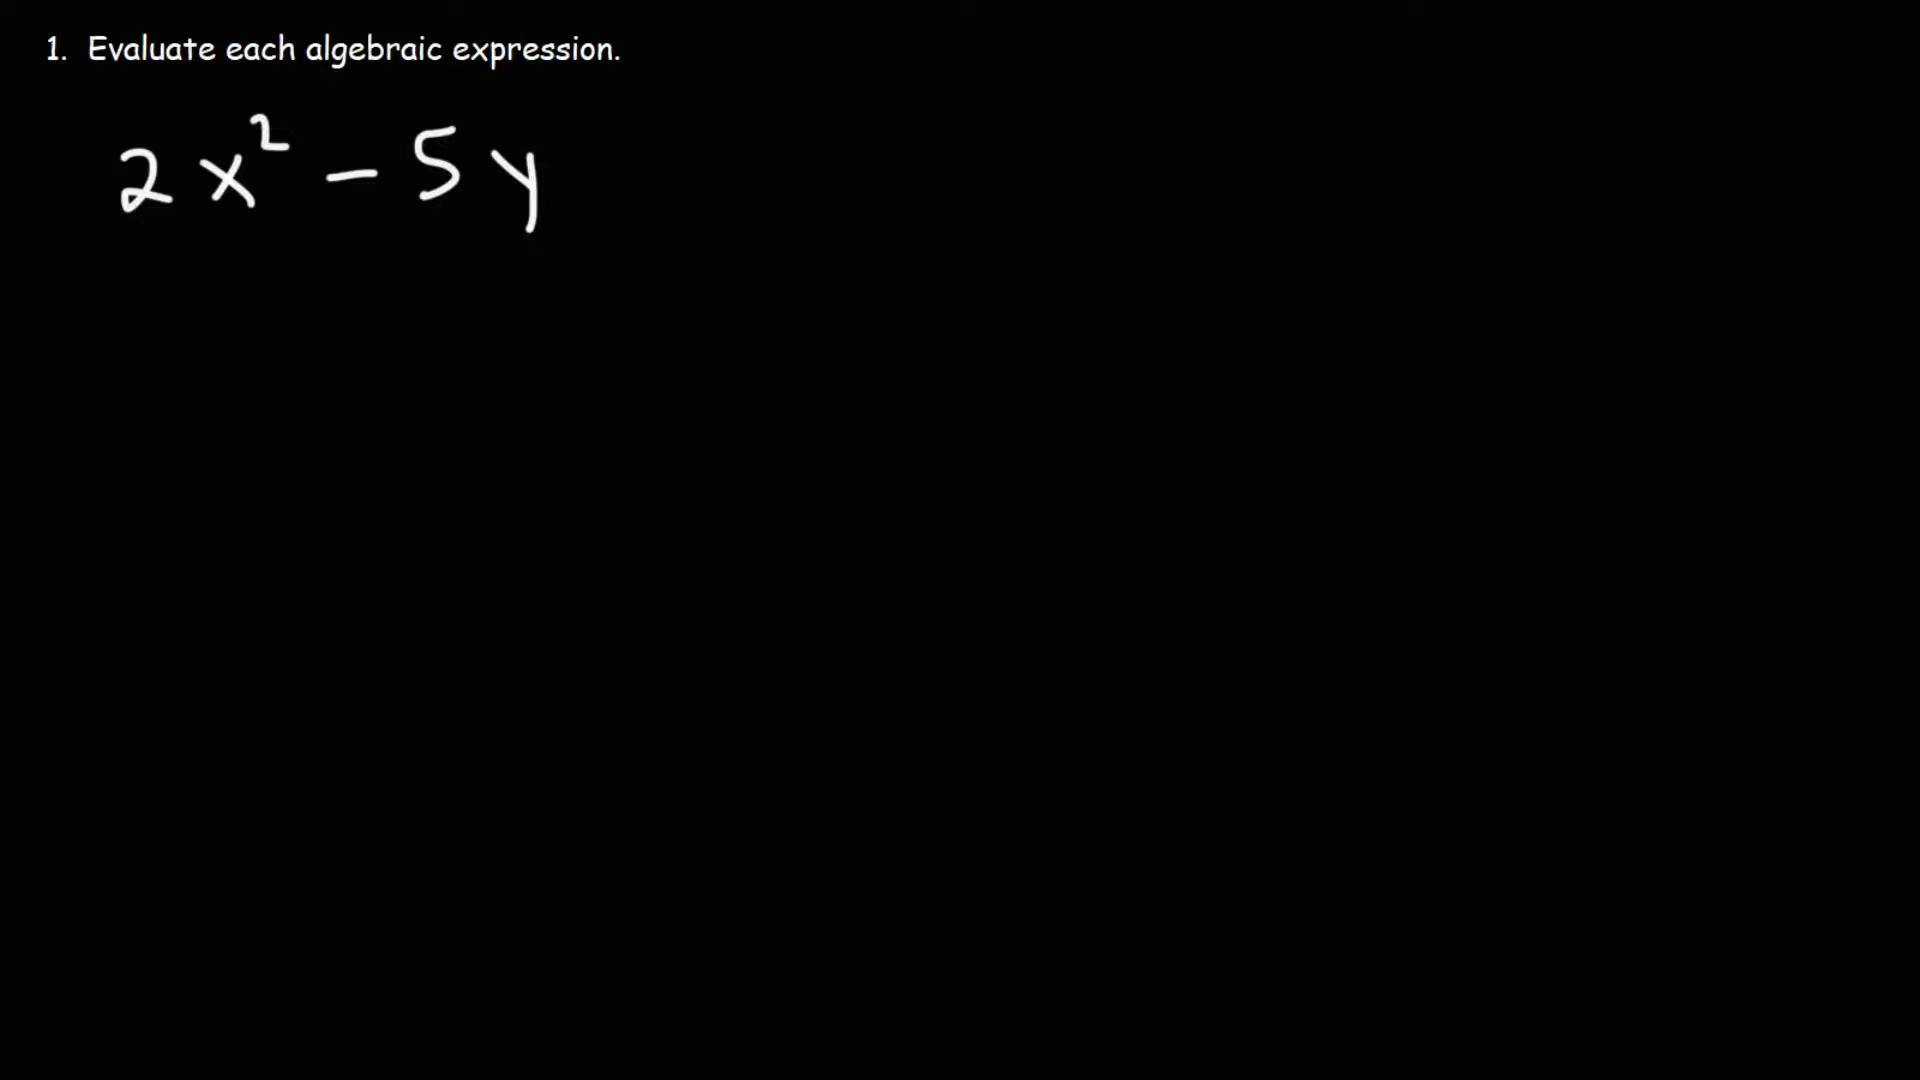 1. Evaluate each algebraic expression.
2x² - 5y